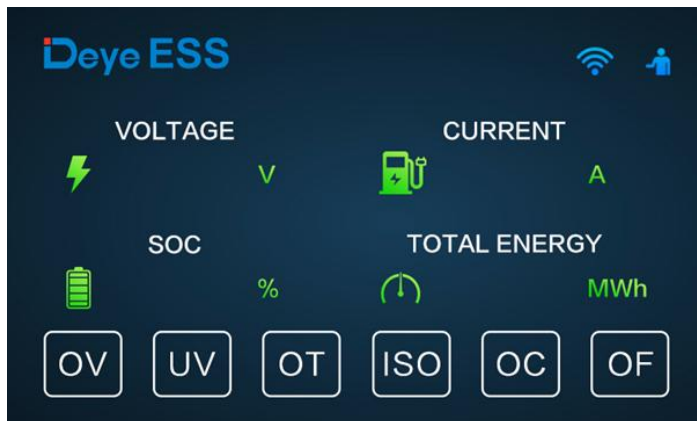 Deye ESS
VOLTAGE
CURRENT
V
A
SOC
TOTAL ENERGY
%
MWh
OV UV OT ISO OC OF